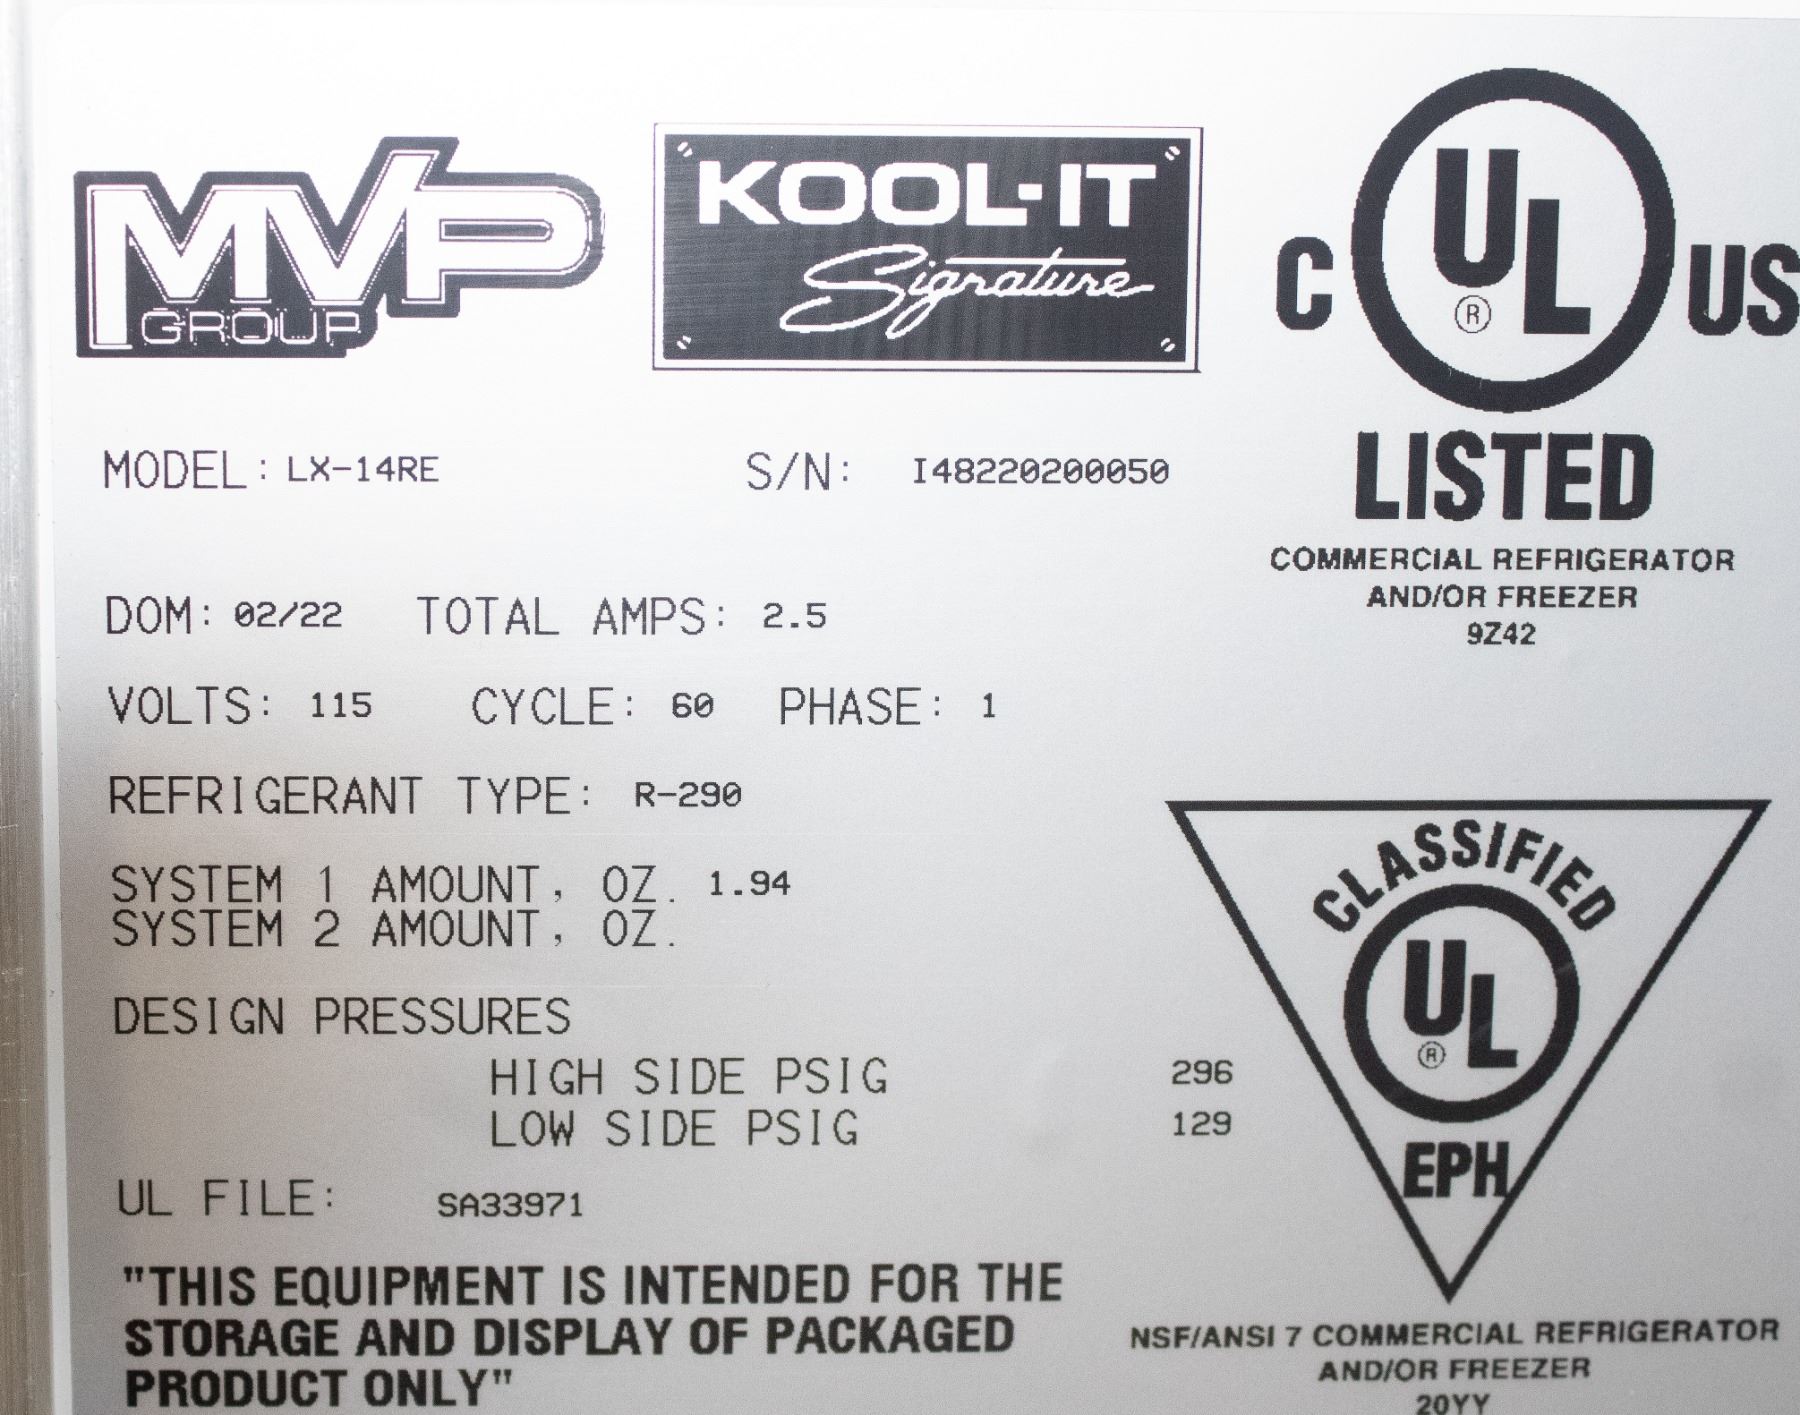 MVP
GROUP
KOOL-IT
Signature
C UL US
®
LISTED
COMMERCIAL REFRIGERATOR
AND/OR FREEZER
9Z42
MODEL: LX-14RE S/N: I48220200050
DOM: 02/22 TOTAL AMPS: 2.5
VOLTS: 115 CYCLE: 60 PHASE: 1
REFRIGERANT TYPE: R-290
SYSTEM 1 AMOUNT, OZ. 1.94
SYSTEM 2 AMOUNT, OZ.
DESIGN PRESSURES
HIGH SIDE PSIG 296
LOW SIDE PSIG 129
UL FILE: SA33971
"THIS EQUIPMENT IS INTENDED FOR THE
STORAGE AND DISPLAY OF PACKAGED
PRODUCT ONLY"
CLASSIFIED
UL
®
EPH
NSF/ANSI 7 COMMERCIAL REFRIGERATOR
AND/OR FREEZER
20YY